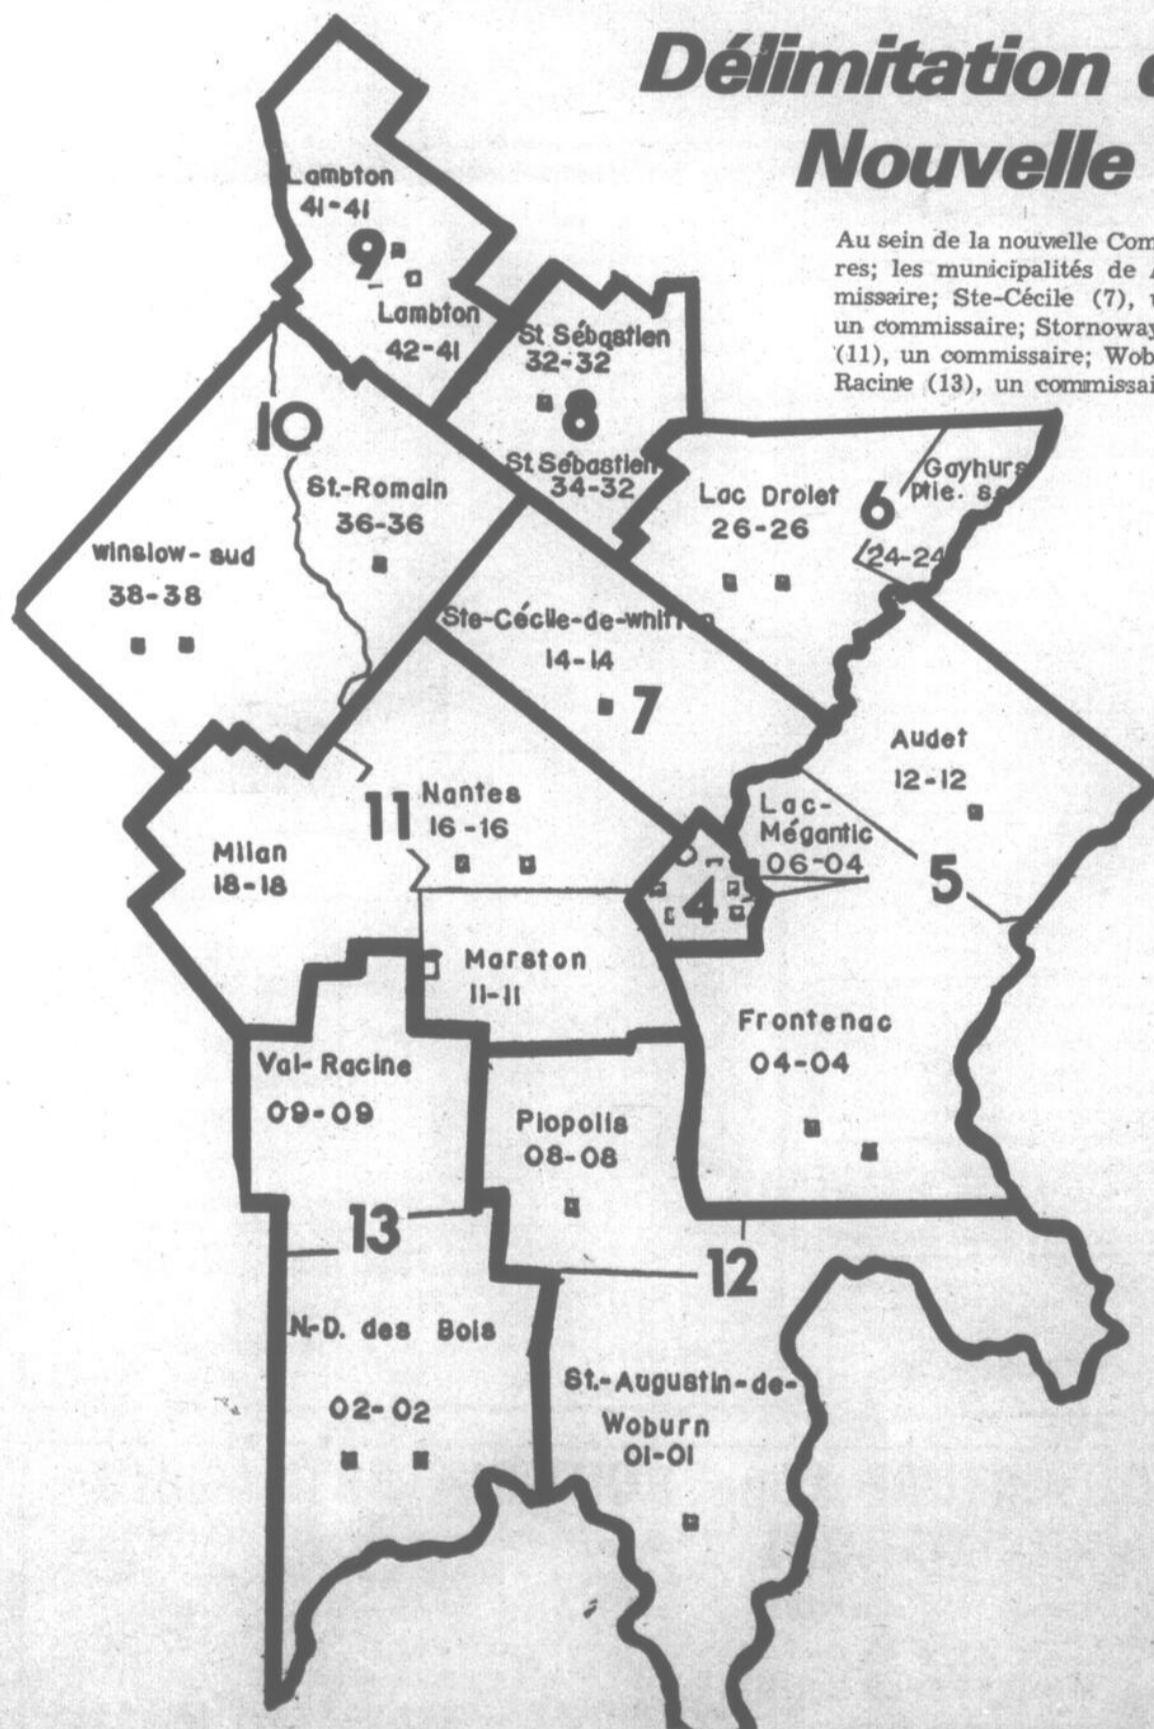 Délimitation
Nouvelle
Au sein de la nouvelle Com
res; les municipalités de A
missaire; Ste-Cécile (7), u
un commissaire; Stornoway
(11), un commissaire; Wob
Racine (13), un commissai
Lambton
41-41
9
Lambton
42-41
St Sébastien
32-32
8
St Sébastien
34-32
10
St.-Romain
36-36
Winslow-sud
38-38
Lac Drolet
26-26
6
Gayhurs
Ptie. s.e
24-24
Ste-Cécile-de-whit
14-14
7
Audet
12-12
5
Lac-
Mégantic
06-04
4
11
Nantes
16-16
Milan
18-18
Marston
11-11
Frontenac
04-04
Val-Racine
09-09
Piopolis
08-08
13
12
N-D. des Bois
02-02
St.-Augustin-de-
Woburn
01-01